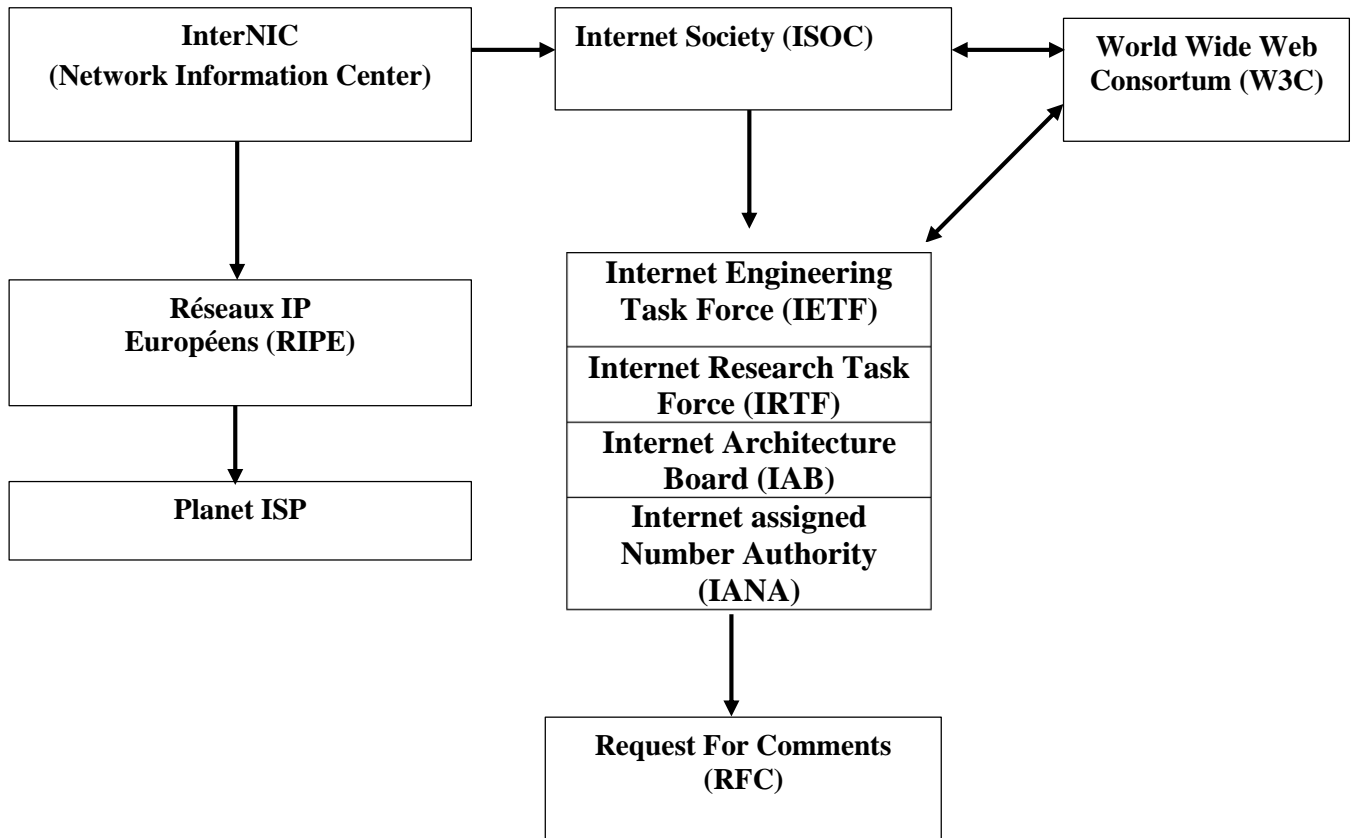 InterNIC
(Network Information Center)
Internet Society (ISOC)
World Wide Web
Consortum (W3C)
Réseaux IP
Européens (RIPE)
Planet ISP
Internet Engineering
Task Force (IETF)
Internet Research Task
Force (IRTF)
Internet Architecture
Board (IAB)
Internet assigned
Number Authority
(IANA)
Request For Comments
(RFC)